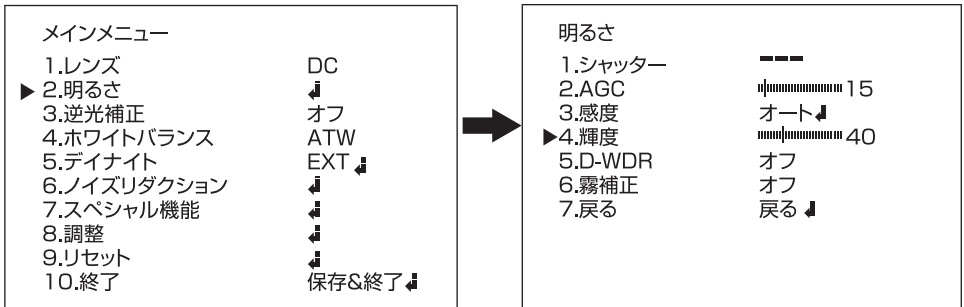 メインメニュー
1.レンズ DC
▶2.明るさ ↲
3.逆光補正 オフ
4.ホワイトバランス ATW
5.デイナイト EXT↲
6.ノイズリダクション ↲
7.スペシャル機能 ↲
8.調整 ↲
9.リセット ↲
10.終了 保存&終了↲
明るさ
1.シャッター ---
2.AGC 15
3.感度 オート↲
▶4.輝度 40
5.D-WDR オフ
6.霧補正 オフ
7.戻る 戻る↲